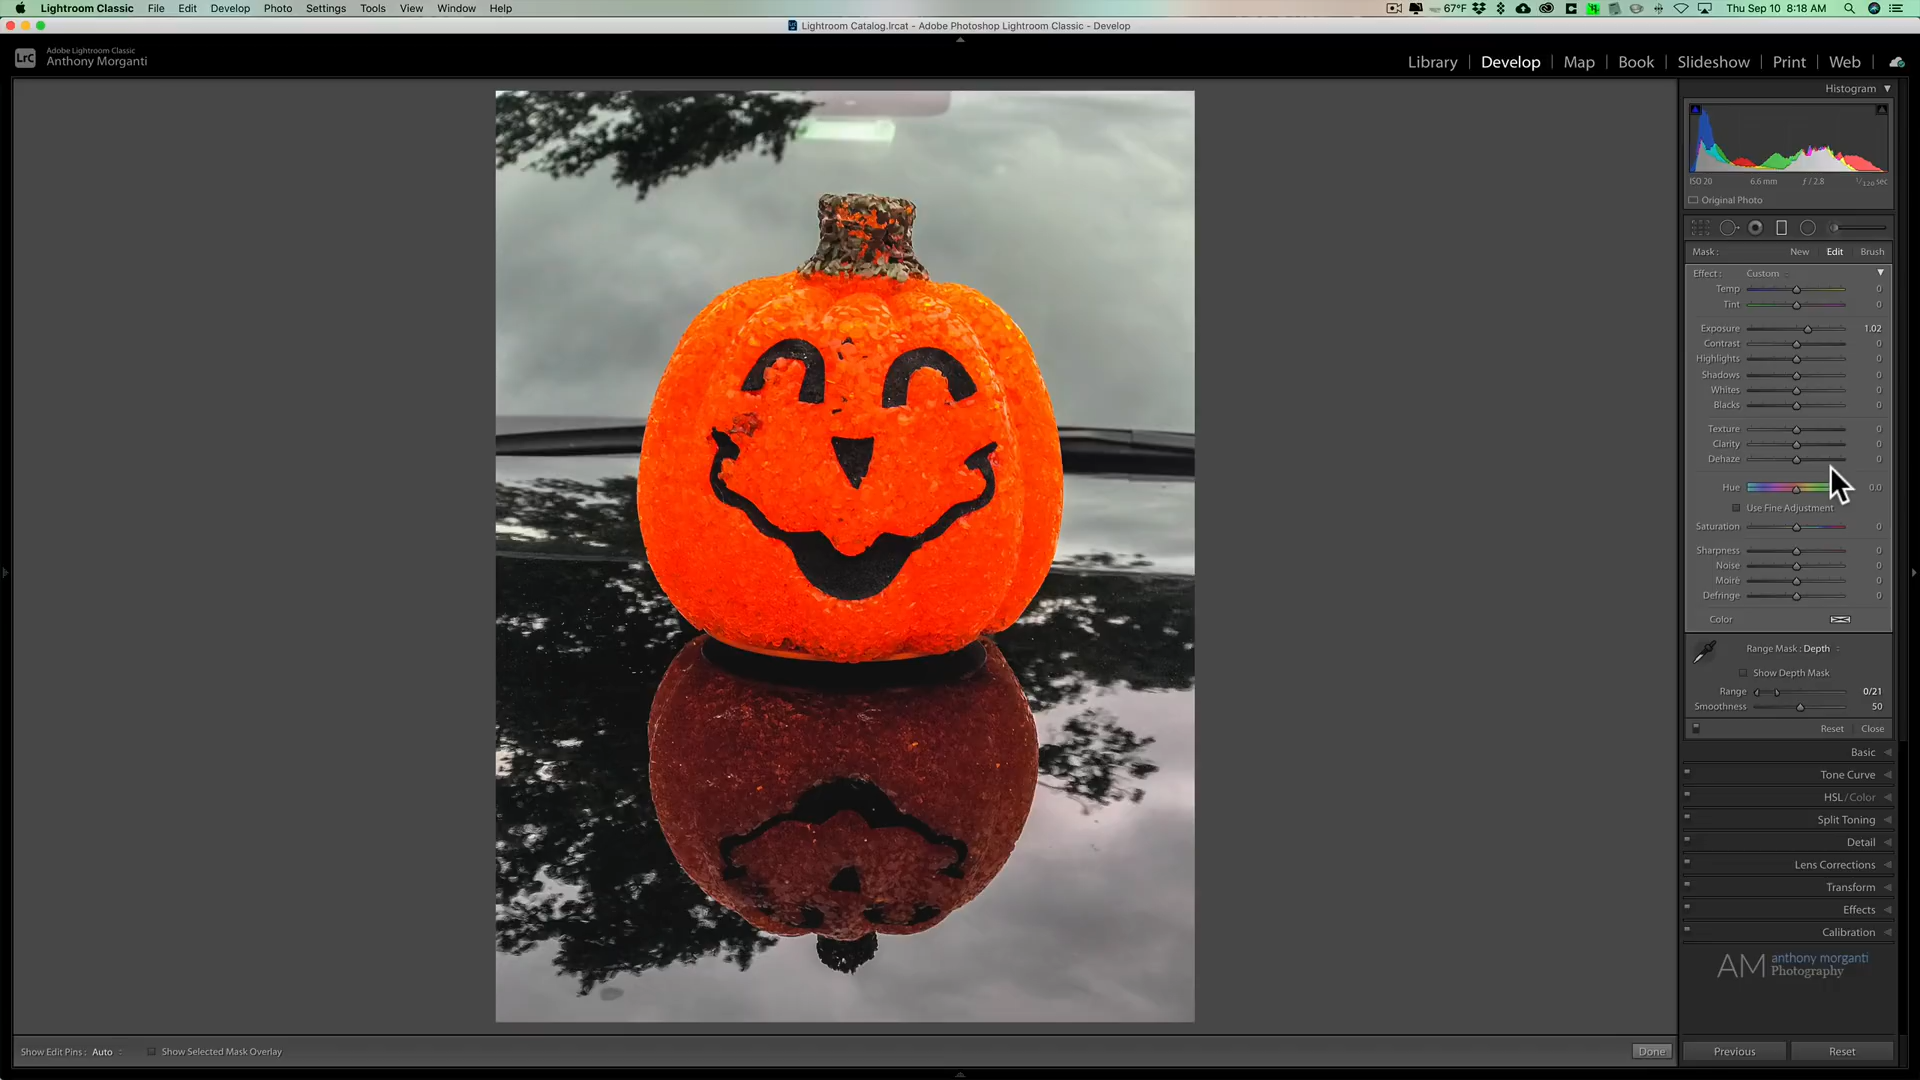 Lightroom Classic File Edit Develop Photo Settings Tools View Window Help 67°F Thu Sep 10 8:18 AM
Lightroom Catalog.lrcat - Adobe Photoshop Lightroom Classic - Develop
LrC Adobe Lightroom Classic
Anthony Morganti
Library | Develop | Map | Book | Slideshow | Print | Web
Histogram
ISO 20 6.6 mm ƒ / 2.8 1/120 sec
Original Photo
Mask : New Edit Brush
Effect : Custom
Temp 0
Tint 0
Exposure 1.02
Contrast 0
Highlights 0
Shadows 0
Whites 0
Blacks 0
Texture 0
Clarity 0
Dehaze 0
Hue 0.0
Use Fine Adjustment
Saturation 0
Sharpness 0
Noise 0
Moiré 0
Defringe 0
Color
Range Mask : Depth
Show Depth Mask
Range 0/21
Smoothness 50
Reset Close
Basic
Tone Curve
HSL / Color
Split Toning
Detail
Lens Corrections
Transform
Effects
Calibration
AM anthony morganti
Photography
Show Edit Pins : Auto Show Selected Mask Overlay Done Previous Reset